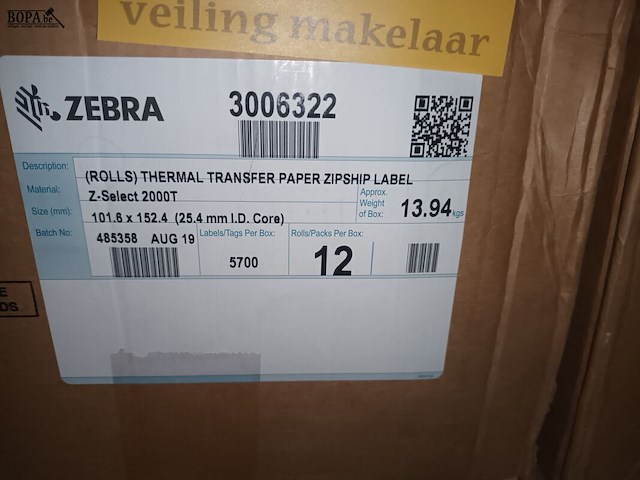 BOPA.be
veiling makelaar
ZEBRA
3006322
Description:
(ROLLS) THERMAL TRANSFER PAPER ZIPSHIP LABEL
Material:
Z-Select 2000T
Approx. Weight of Box:
13.94 kgs
Size (mm):
101.6 x 152.4 (25.4 mm I.D. Core)
Batch No:
485358 AUG 19
Labels/Tags Per Box:
5700
Rolls/Packs Per Box:
12
E
DS